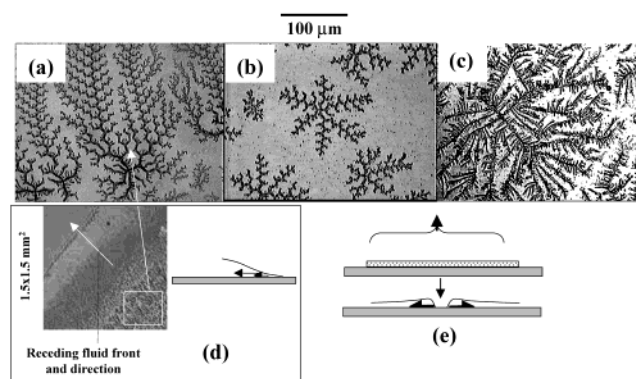 100 μm
(a)
(b)
(c)
1.5x1.5 mm²
(d)
Receding fluid front
and direction
(e)